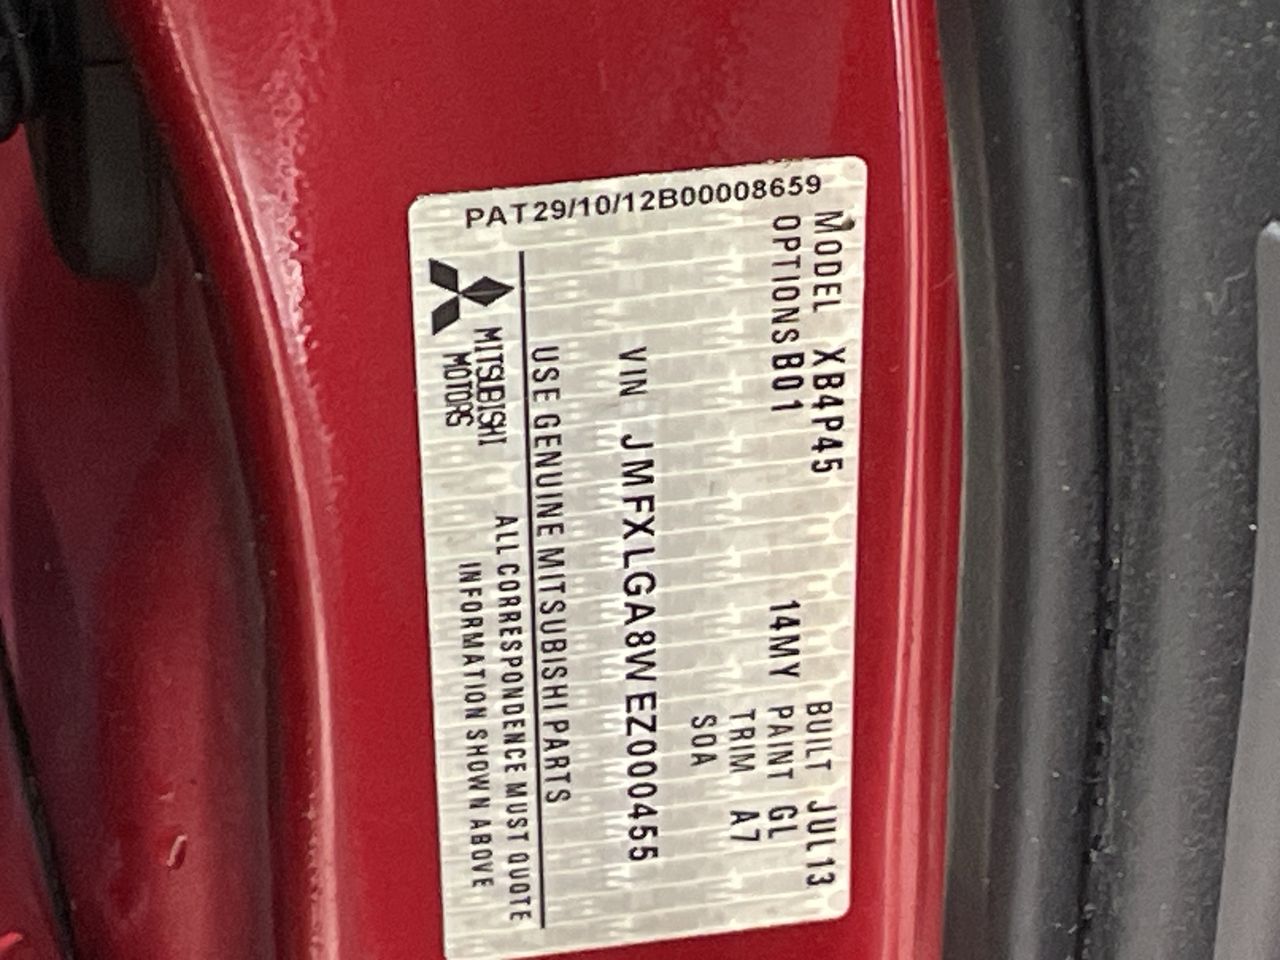 PAT29/10/12B00008659
MODEL XB4P45 BUILT JUL13
OPTIONS B01 14MY PAINT GL
TRIM A7
SOA
VIN JMFXLGA8WEZ000455
USE GENUINE MITSUBISHI PARTS
MITSUBISHI
MOTORS
ALL CORRESPONDENCE MUST QUOTE
INFORMATION SHOWN ABOVE